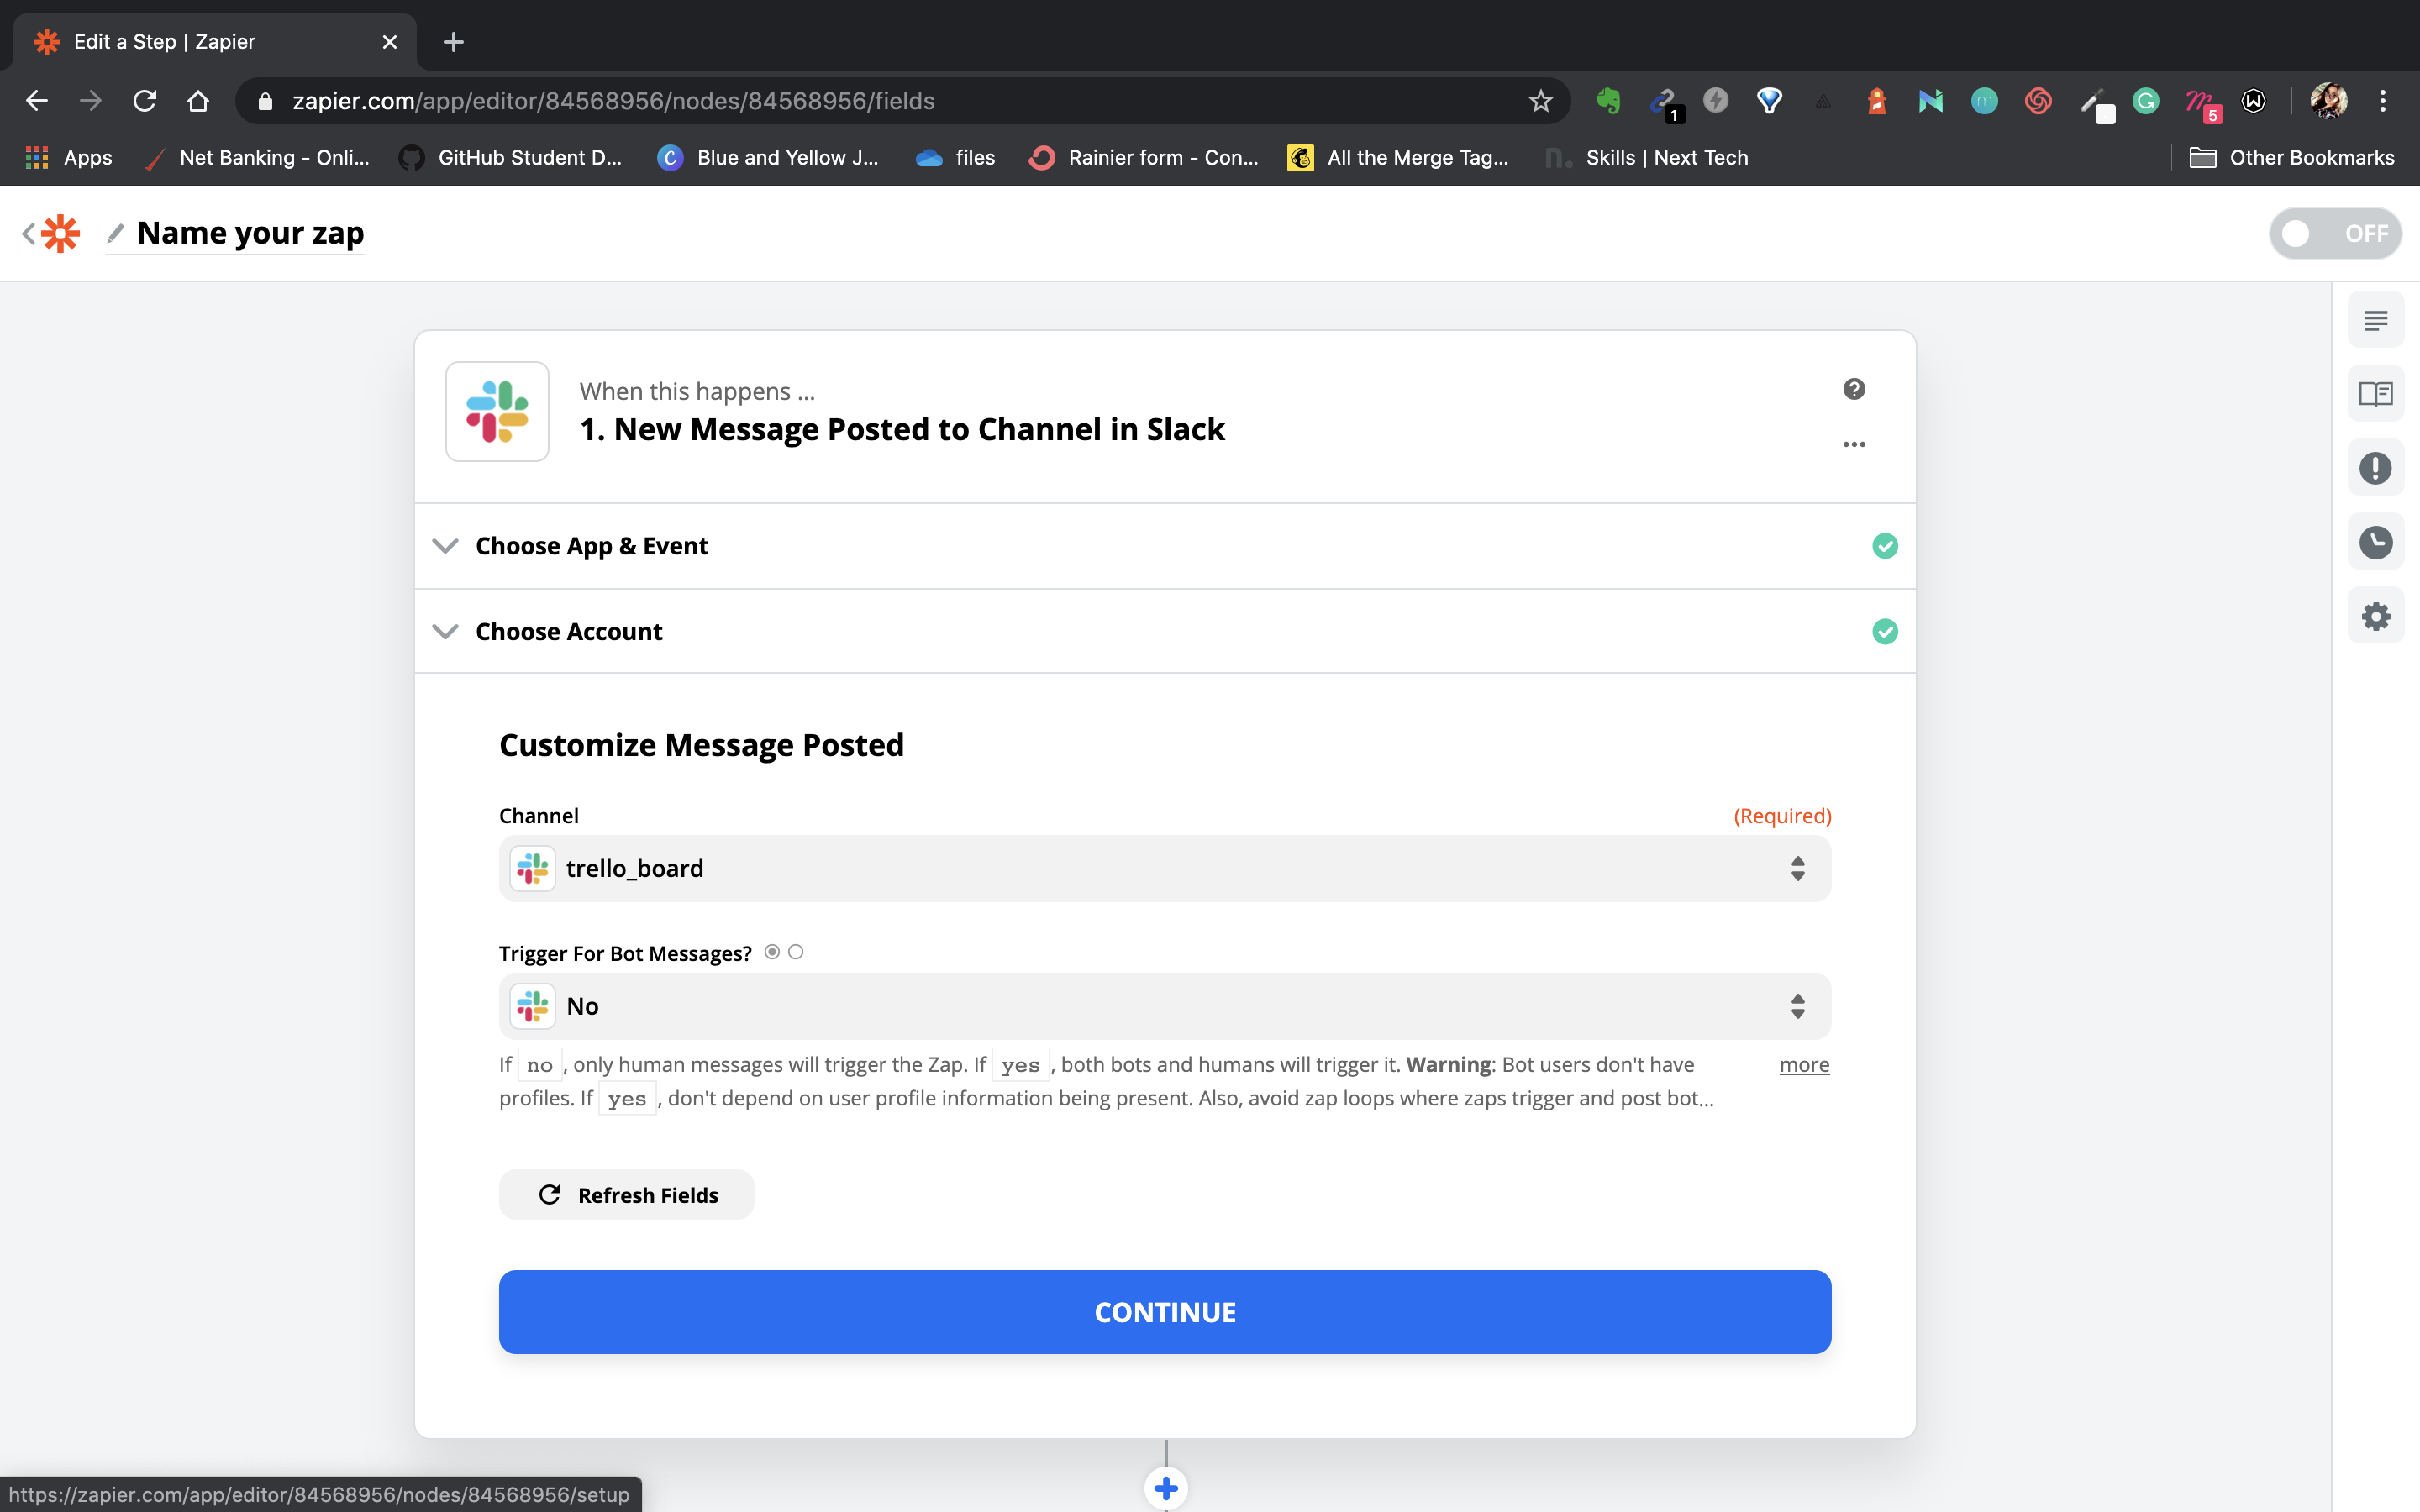 Edit a Step | Zapier
zapier.com/app/editor/84568956/nodes/84568956/fields
1
5
Apps
Net Banking - Onli...
GitHub Student D...
Blue and Yellow J...
files
Rainier form - Con...
All the Merge Tag...
Skills | Next Tech
Other Bookmarks
Name your zap
OFF
When this happens ...
1. New Message Posted to Channel in Slack
Choose App & Event
Choose Account
Customize Message Posted
Channel
(Required)
trello_board
Trigger For Bot Messages?
No
If no , only human messages will trigger the Zap. If yes , both bots and humans will trigger it. Warning: Bot users don't have
more
profiles. If yes , don't depend on user profile information being present. Also, avoid zap loops where zaps trigger and post bot...
Refresh Fields
CONTINUE
https://zapier.com/app/editor/84568956/nodes/84568956/setup